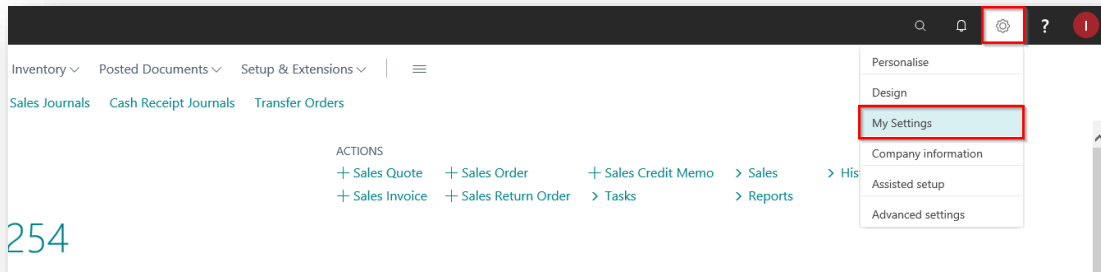 ?
I
Inventory Posted Documents Setup & Extensions
Personalise
Design
Sales Journals Cash Receipt Journals Transfer Orders
My Settings
ACTIONS
Company information
+ Sales Quote + Sales Order + Sales Credit Memo > Sales > His
Assisted setup
+ Sales Invoice + Sales Return Order > Tasks > Reports
Advanced settings
254